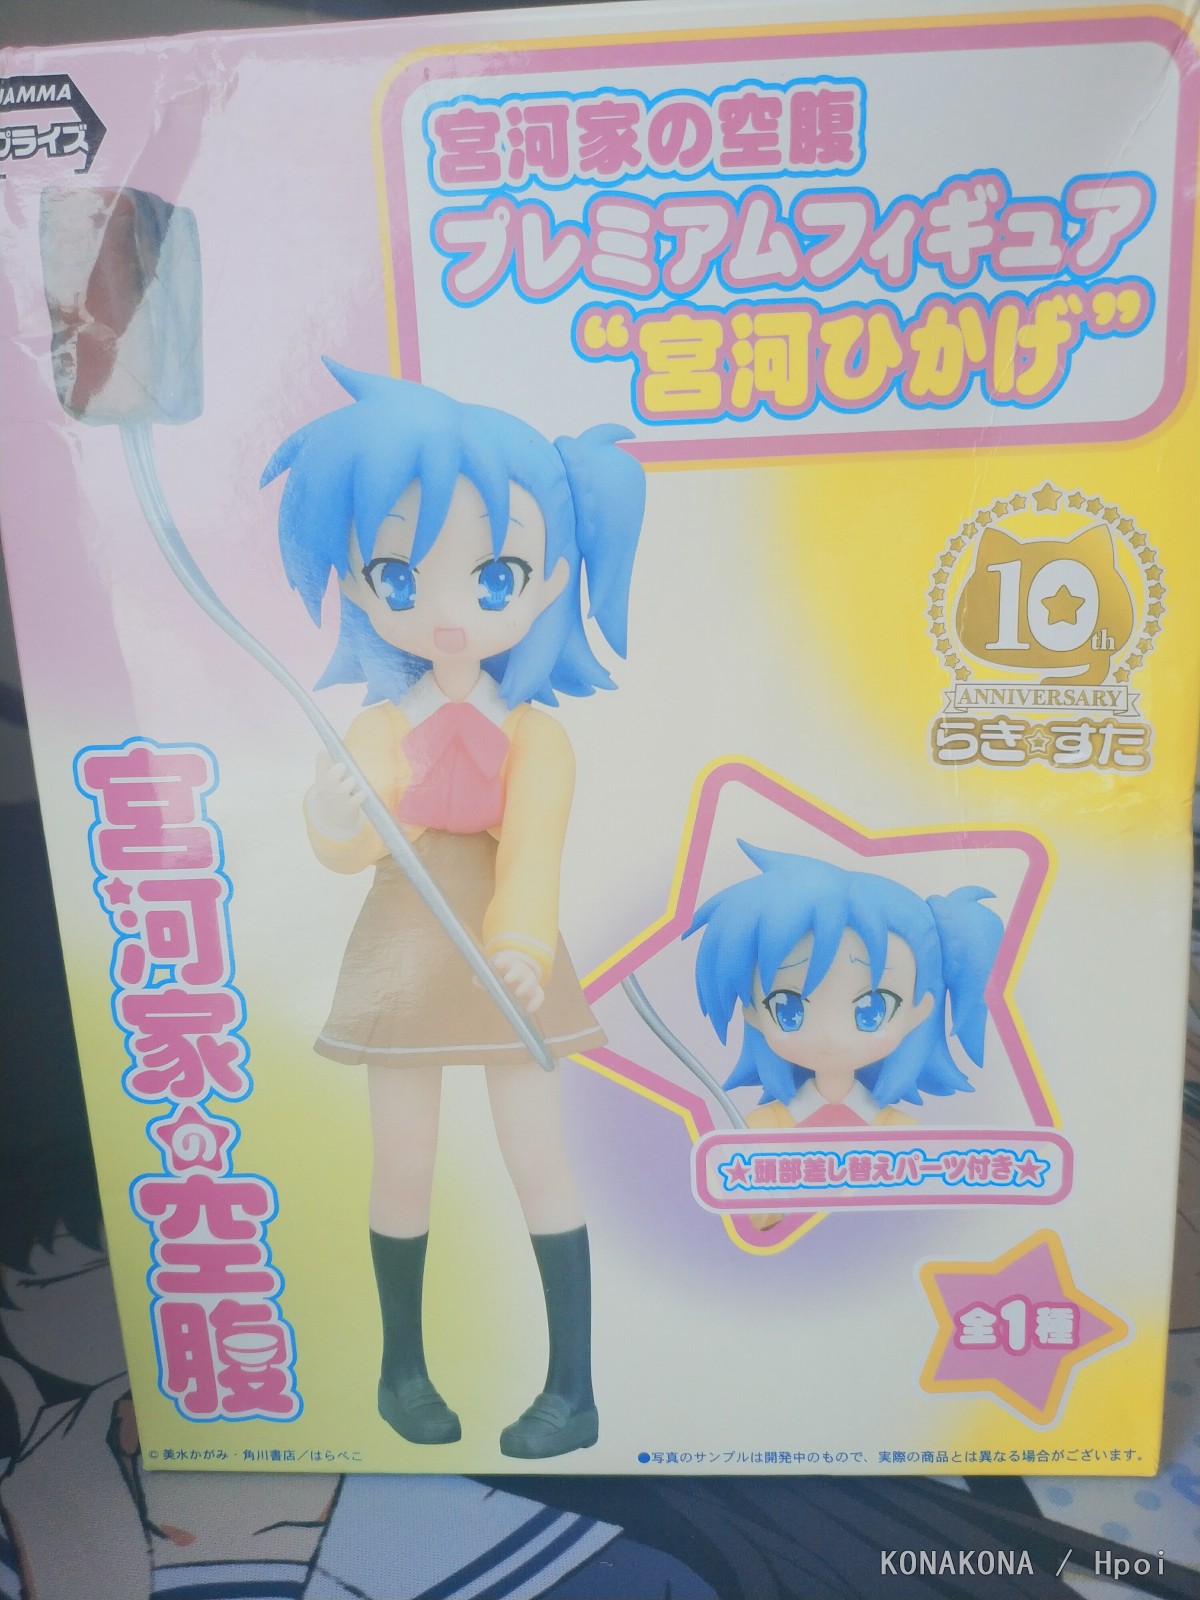 JAMMA
プライズ
宮河家の空腹
プレミアムフィギュア
“宮河ひかげ”
10th
ANNIVERSARY
らき☆すた
宮河家の空腹
★頭部差し替えパーツ付き★
全1種
© 美水かがみ・角川書店／はらぺこ
●写真のサンプルは開発中のもので、実際の商品とは異なる場合がございます。
KONAKONA / Hpoi